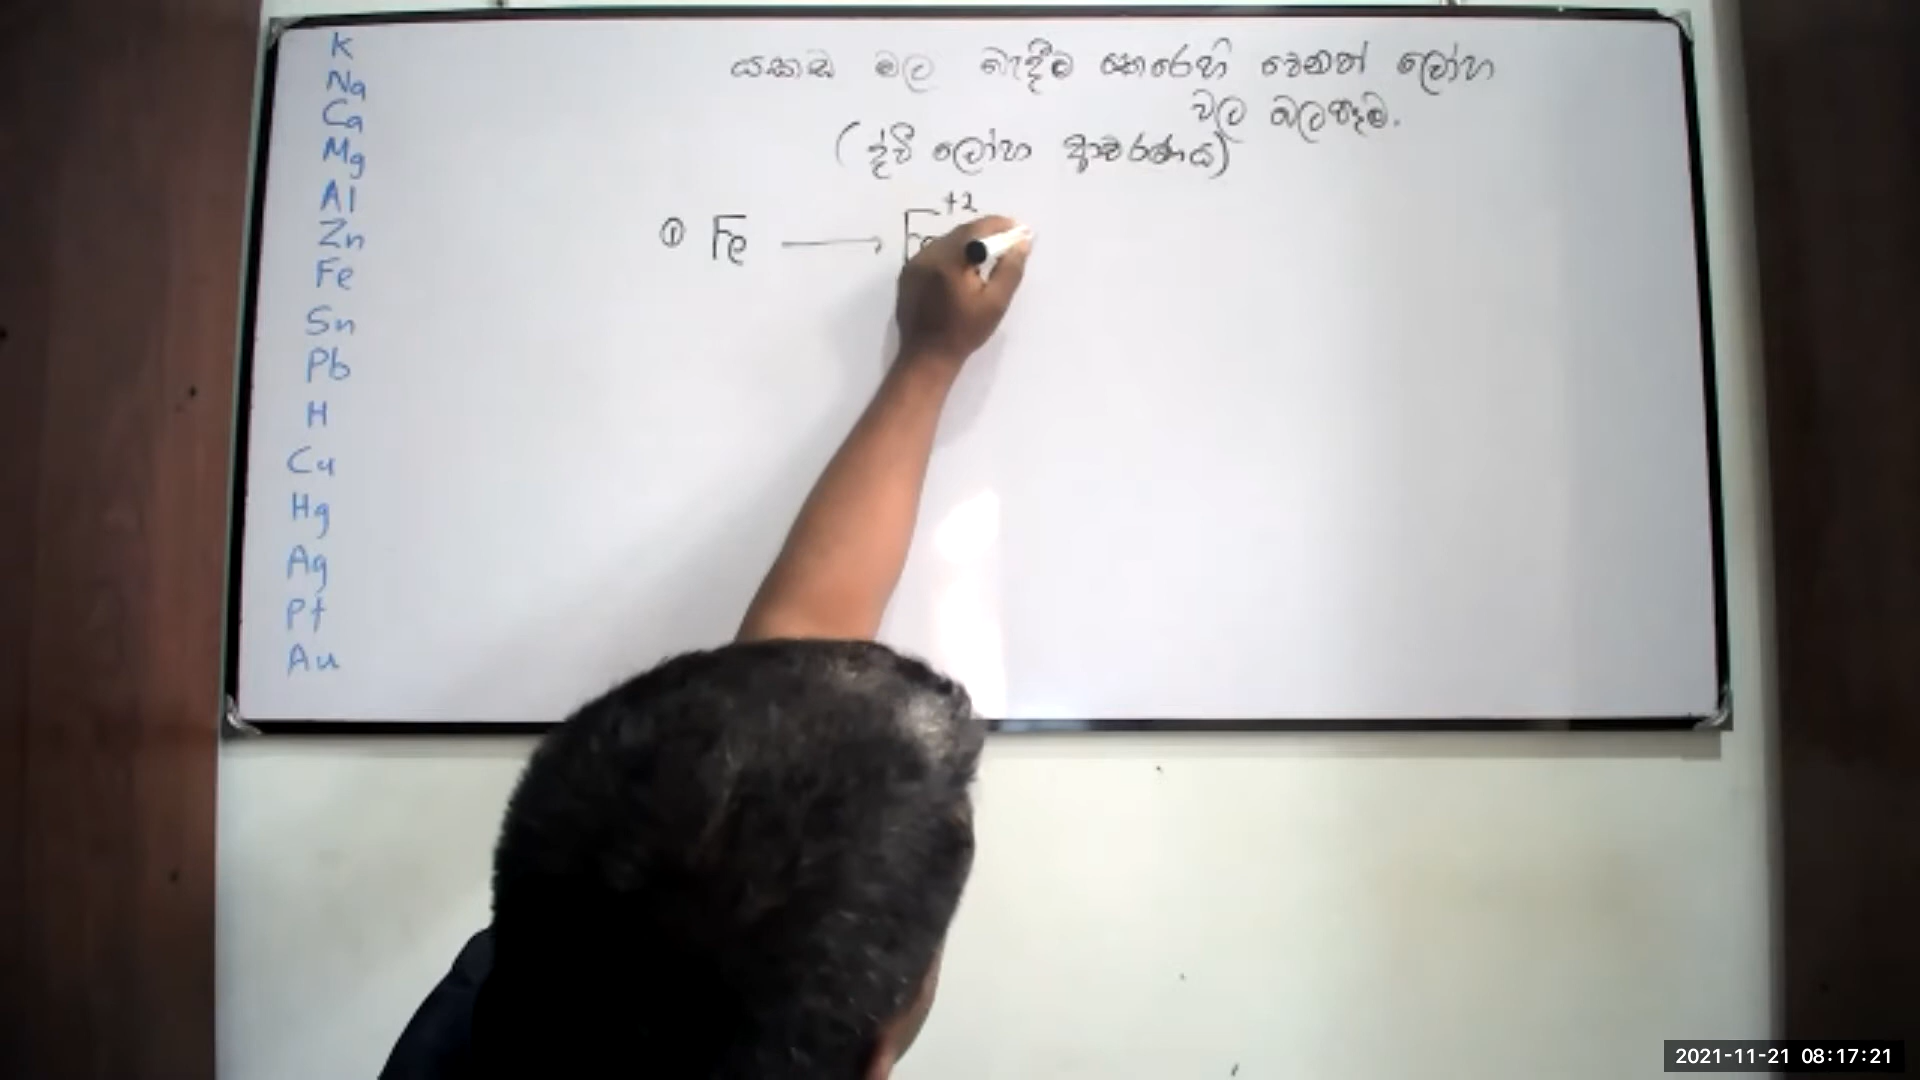 K
Na
Ca
Mg
Al
Zn
Fe
Sn
Pb
H
Cu
Hg
Ag
Pt
Au
යකඩ මල බැදීම කෙරෙහි වෙනත් ලෝහ
වල බලපෑම.
(ද්වී ලෝහ ආවරණය)
① Fe ⟶ Fe+2
2021-11-21 08:17:21